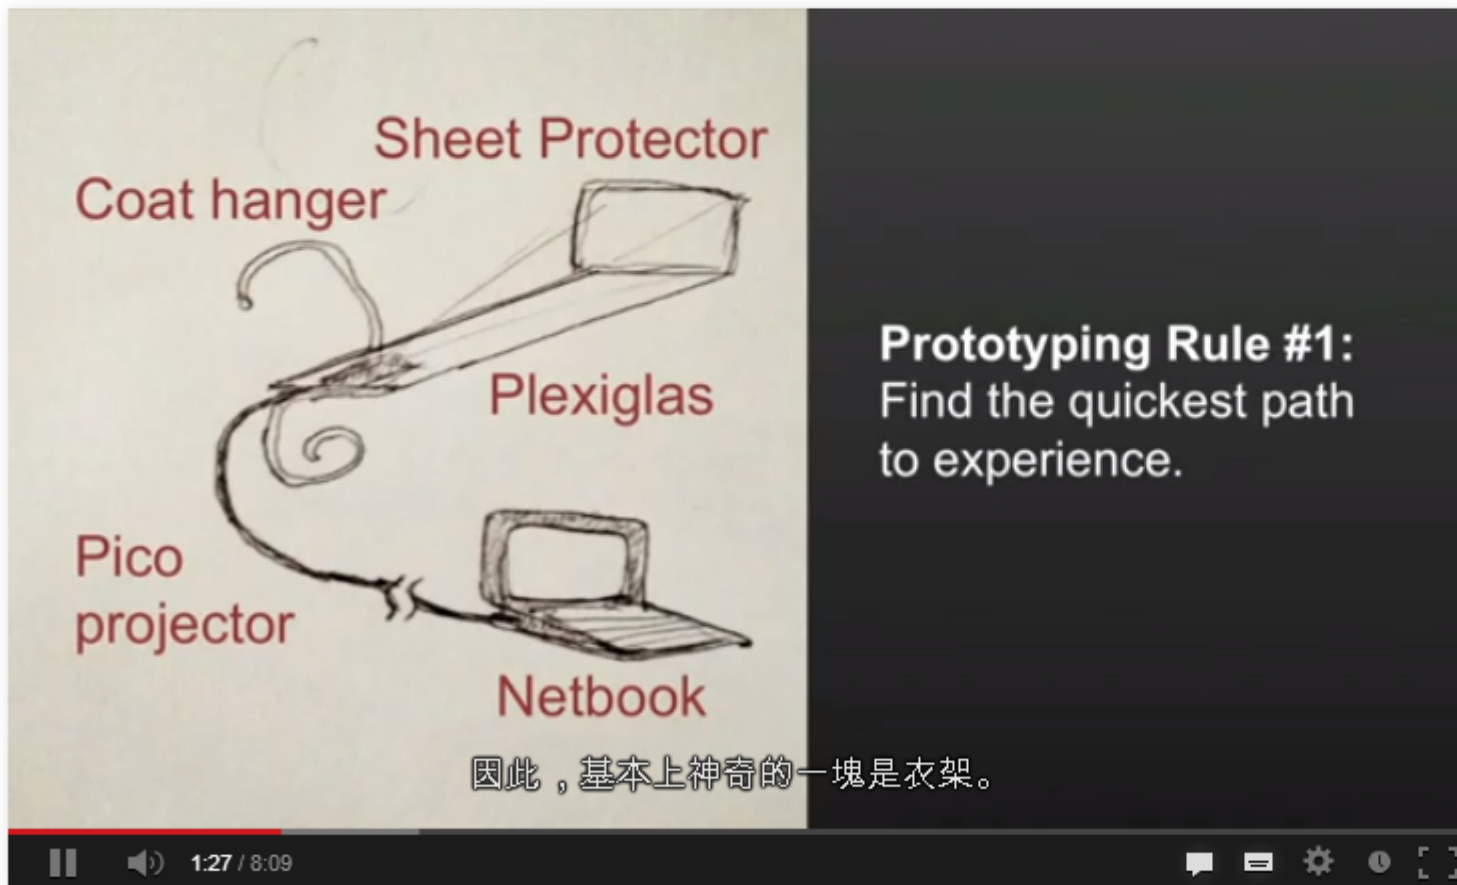 Sheet Protector
Coat hanger
Plexiglas
Pico
projector
Netbook
Prototyping Rule #1:
Find the quickest path
to experience.
因此，基本上神奇的一塊是衣架。
1:27 / 8:09